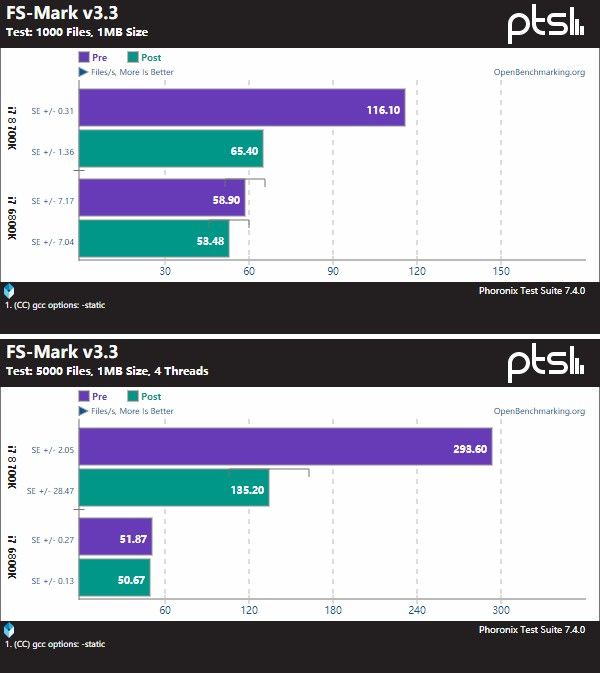 FS-Mark v3.3
Test: 1000 Files, 1MB Size
ptsl
Pre Post
Files/s, More Is Better
OpenBenchmarking.org
i7 8700K
SE +/- 0.31
116.10
SE +/- 1.36
65.40
i7 6800K
SE +/- 7.17
58.90
SE +/- 7.04
53.48
30 60 90 120 150
1. (CC) gcc options: -static
Phoronix Test Suite 7.4.0
FS-Mark v3.3
Test: 5000 Files, 1MB Size, 4 Threads
ptsl
Pre Post
Files/s, More Is Better
OpenBenchmarking.org
i7 8700K
SE +/- 2.05
293.60
SE +/- 28.47
135.20
i7 6800K
SE +/- 0.27
51.87
SE +/- 0.13
50.67
60 120 180 240 300
1. (CC) gcc options: -static
Phoronix Test Suite 7.4.0